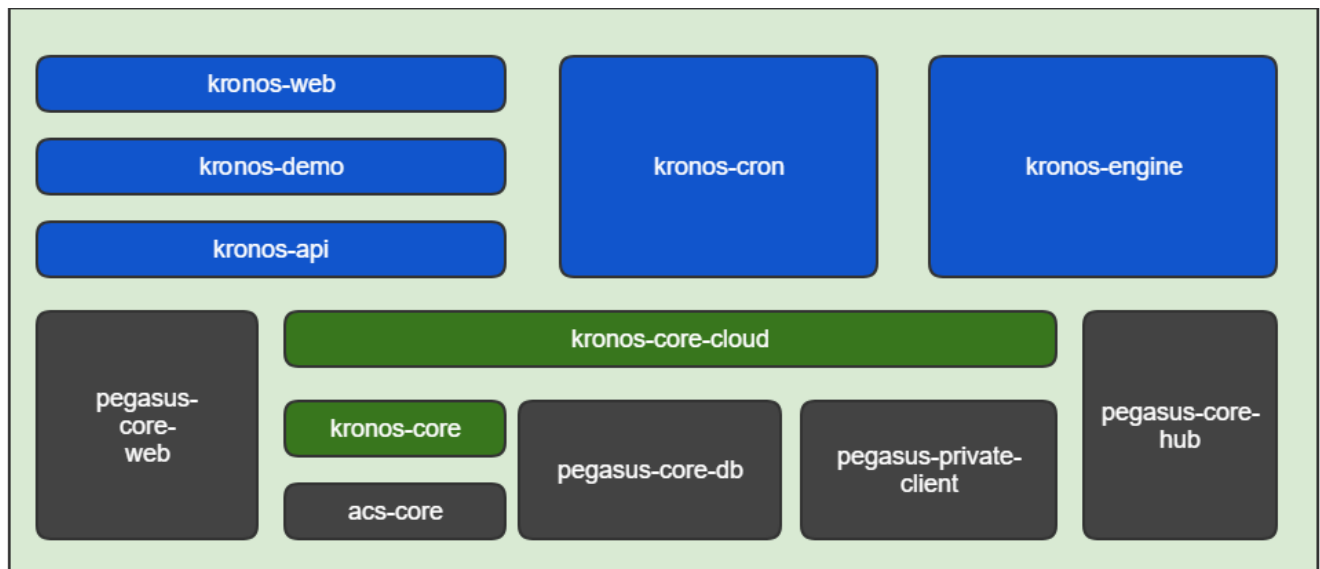 kronos-web
kronos-demo
kronos-api
kronos-cron
kronos-engine
pegasus-
core-
web
kronos-core-cloud
kronos-core
acs-core
pegasus-core-db
pegasus-private-
client
pegasus-core-
hub